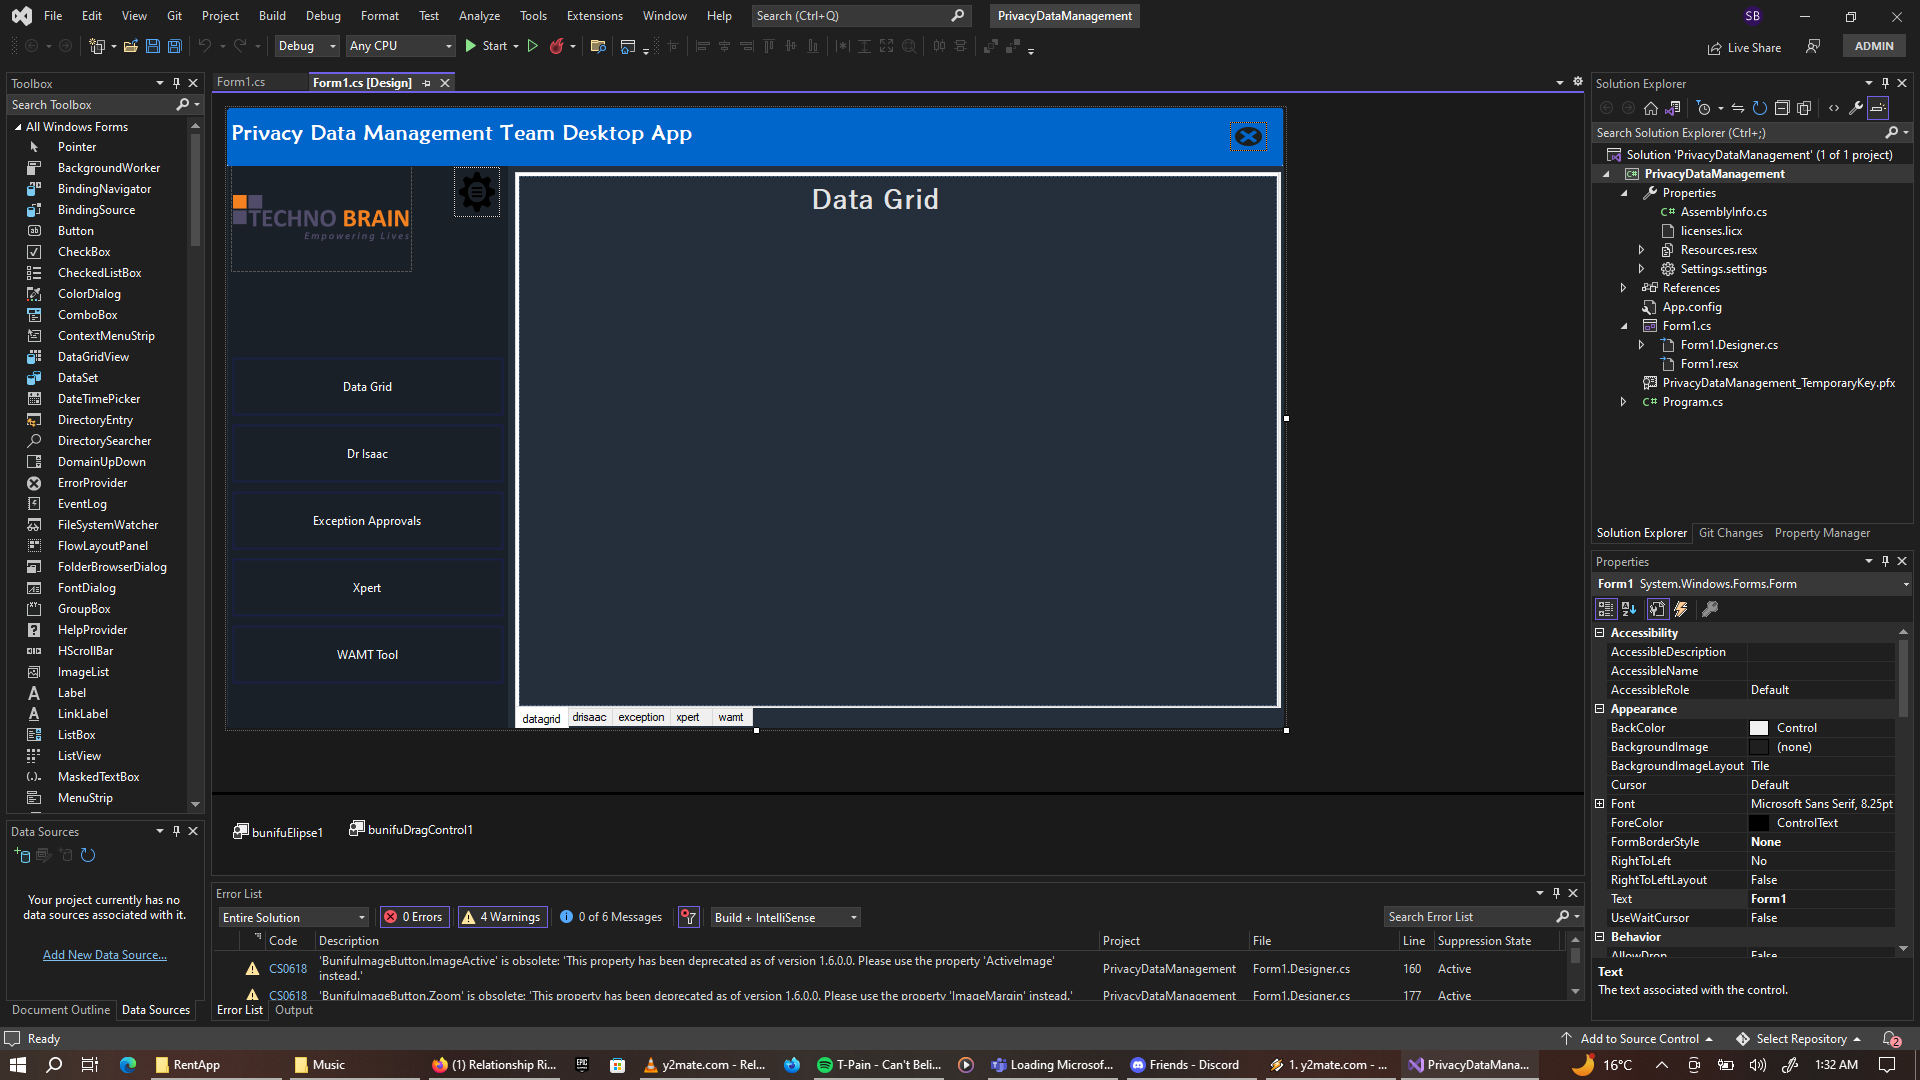 File Edit View Git Project Build Debug Format Test Analyze Tools Extensions Window Help Search (Ctrl+Q) PrivacyDataManagement SB
Debug Any CPU Start Live Share ADMIN
Toolbox
Search Toolbox
All Windows Forms
Pointer
BackgroundWorker
BindingNavigator
BindingSource
Button
CheckBox
CheckedListBox
ColorDialog
ComboBox
ContextMenuStrip
DataGridView
DataSet
DateTimePicker
DirectoryEntry
DirectorySearcher
DomainUpDown
ErrorProvider
EventLog
FileSystemWatcher
FlowLayoutPanel
FolderBrowserDialog
FontDialog
GroupBox
HelpProvider
HScrollBar
ImageList
Label
LinkLabel
ListBox
ListView
MaskedTextBox
MenuStrip
Data Sources
Your project currently has no
data sources associated with it.
Add New Data Source...
Document Outline Data Sources
Form1.cs Form1.cs [Design]
Privacy Data Management Team Desktop App
TECHNO BRAIN
Empowering Lives
Data Grid
Dr Isaac
Exception Approvals
Xpert
WAMT Tool
Data Grid
datagrid drisaac exception xpert wamt
bunifuElipse1 bunifuDragControl1
Error List
Entire Solution 0 Errors 4 Warnings 0 of 6 Messages Build + IntelliSense Search Error List
Code Description Project File Line Suppression State
CS0618 'BunifuImageButton.ImageActive' is obsolete: 'This property has been deprecated as of version 1.6.0.0. Please use the property 'ActiveImage'
instead.' PrivacyDataManagement Form1.Designer.cs 160 Active
CS0618 'BunifuImageButton.Zoom' is obsolete: 'This property has been deprecated as of version 1.6.0.0. Please use the property 'ImageMargin' instead.' PrivacyDataManagement Form1.Designer.cs 177 Active
Error List Output
Solution Explorer
Search Solution Explorer (Ctrl+;)
Solution 'PrivacyDataManagement' (1 of 1 project)
C# PrivacyDataManagement
Properties
C# AssemblyInfo.cs
licenses.licx
Resources.resx
Settings.settings
References
App.config
Form1.cs
Form1.Designer.cs
Form1.resx
PrivacyDataManagement_TemporaryKey.pfx
C# Program.cs
Solution Explorer Git Changes Property Manager
Properties
Form1 System.Windows.Forms.Form
Accessibility
AccessibleDescription
AccessibleName
AccessibleRole Default
Appearance
BackColor Control
BackgroundImage (none)
BackgroundImageLayout Tile
Cursor Default
Font Microsoft Sans Serif, 8.25pt
ForeColor ControlText
FormBorderStyle None
RightToLeft No
RightToLeftLayout False
Text Form1
UseWaitCursor False
Behavior
AllowDrop False
Text
The text associated with the control.
Ready Add to Source Control Select Repository 2
RentApp Music (1) Relationship Ri... EPIC y2mate.com - Rel... T-Pain - Can't Beli... Loading Microsof... Friends - Discord 1. y2mate.com - ... PrivacyDataMana... 16°C 1:32 AM